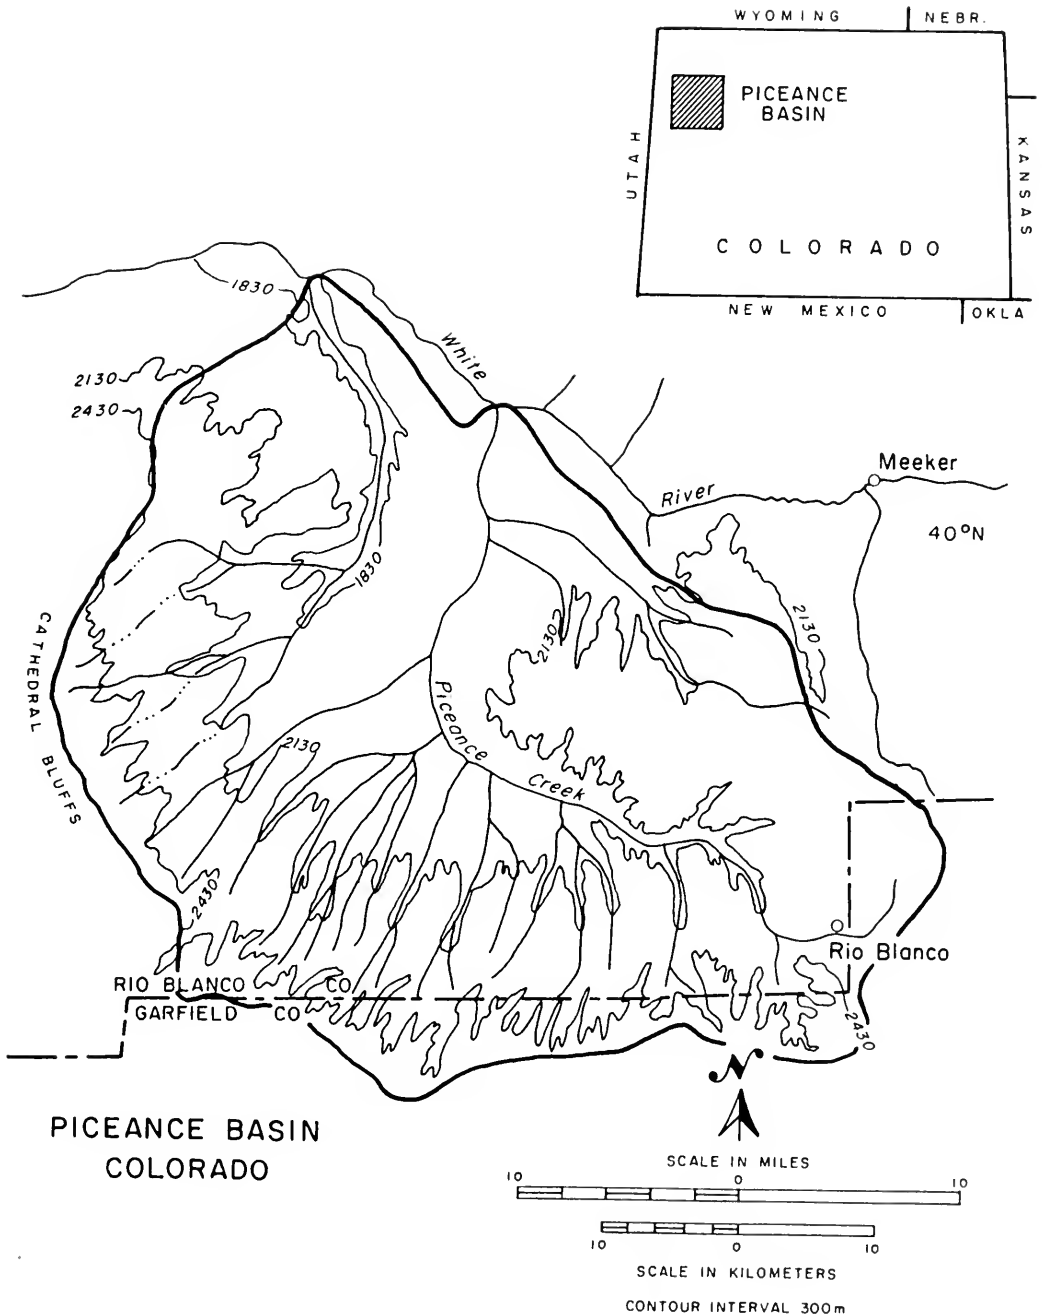 WYOMING
NEBR.
PICEANCE
BASIN
UTAH
KANSAS
COLORADO
NEW MEXICO
OKLA
1830
White
2130
2430
Meeker
River
40°N
1830
2130
2130
CATHEDRAL BLUFFS
Piceance
Creek
2130
2430
Rio Blanco
RIO BLANCO CO
GARFIELD CO
2430
N
PICEANCE BASIN
COLORADO
SCALE IN MILES
10 0 10
10 0 10
SCALE IN KILOMETERS
CONTOUR INTERVAL 300m